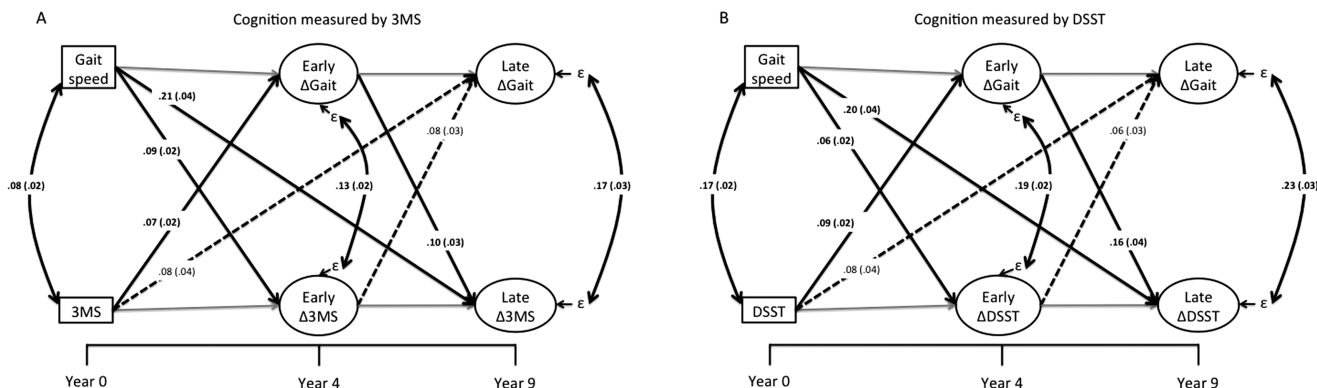 A
Cognition measured by 3MS
Gait
speed
Early
ΔGait
Late
ΔGait
ε
.21 (.04)
ε
.08 (.03)
.09 (.02)
.08 (.02)
.13 (.02)
.17 (.03)
.07 (.02)
.10 (.03)
.08 (.04)
ε
3MS
Early
Δ3MS
Late
Δ3MS
ε
Year 0
Year 4
Year 9
B
Cognition measured by DSST
Gait
speed
Early
ΔGait
Late
ΔGait
ε
.20 (.04)
ε
.06 (.03)
.06 (.02)
.17 (.02)
.19 (.02)
.23 (.03)
.09 (.02)
.16 (.04)
.08 (.04)
ε
DSST
Early
ΔDSST
Late
ΔDSST
ε
Year 0
Year 4
Year 9